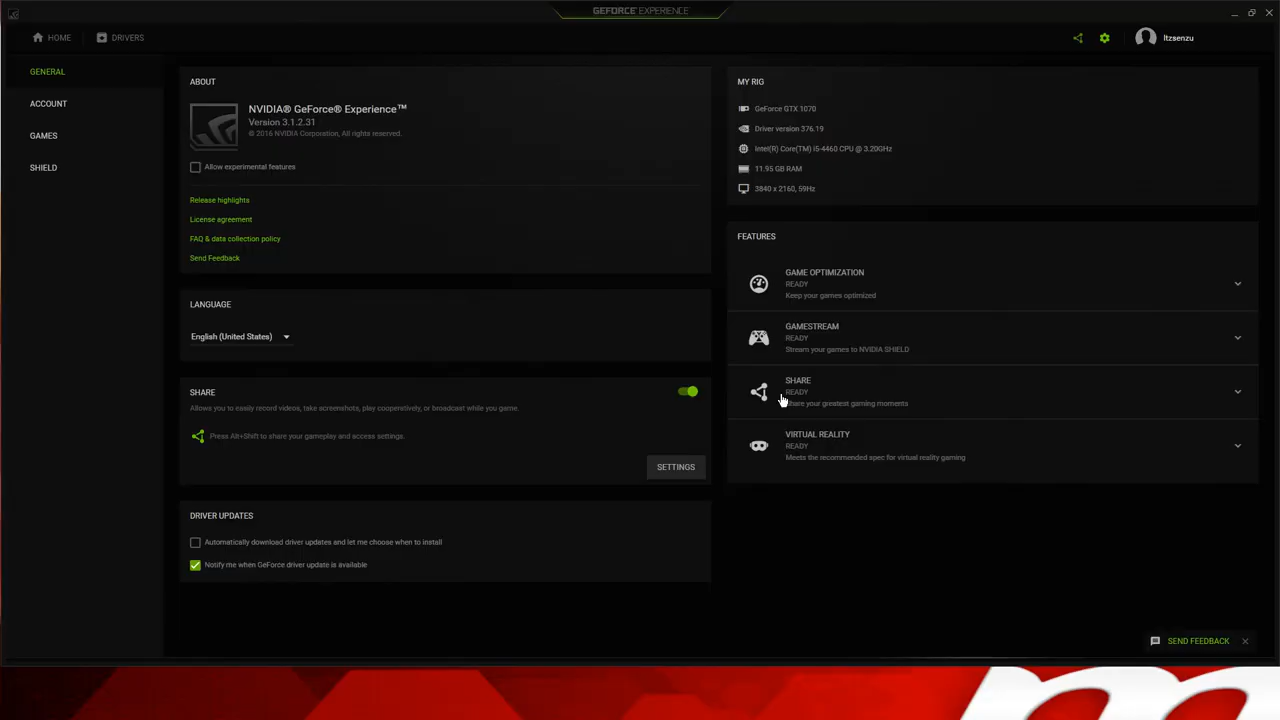 GEFORCE EXPERIENCE
HOME
DRIVERS
Itzsenzu
GENERAL
ACCOUNT
GAMES
SHIELD
ABOUT
NVIDIA® GeForce® Experience™
Version 3.1.2.31
© 2016 NVIDIA Corporation, All rights reserved.
Allow experimental features
Release highlights
License agreement
FAQ & data collection policy
Send Feedback
LANGUAGE
English (United States)
SHARE
Allows you to easily record videos, take screenshots, play cooperatively, or broadcast while you game.
Press Alt+Shift to share your gameplay and access settings.
SETTINGS
DRIVER UPDATES
Automatically download driver updates and let me choose when to install
Notify me when GeForce driver update is available
MY RIG
GeForce GTX 1070
Driver version 376.19
Intel(R) Core(TM) i5-4460 CPU @ 3.20GHz
11.95 GB RAM
3840 x 2160, 59Hz
FEATURES
GAME OPTIMIZATION
READY
Keep your games optimized
GAMESTREAM
READY
Stream your games to NVIDIA SHIELD
SHARE
READY
Share your greatest gaming moments
VIRTUAL REALITY
READY
Meets the recommended spec for virtual reality gaming
SEND FEEDBACK